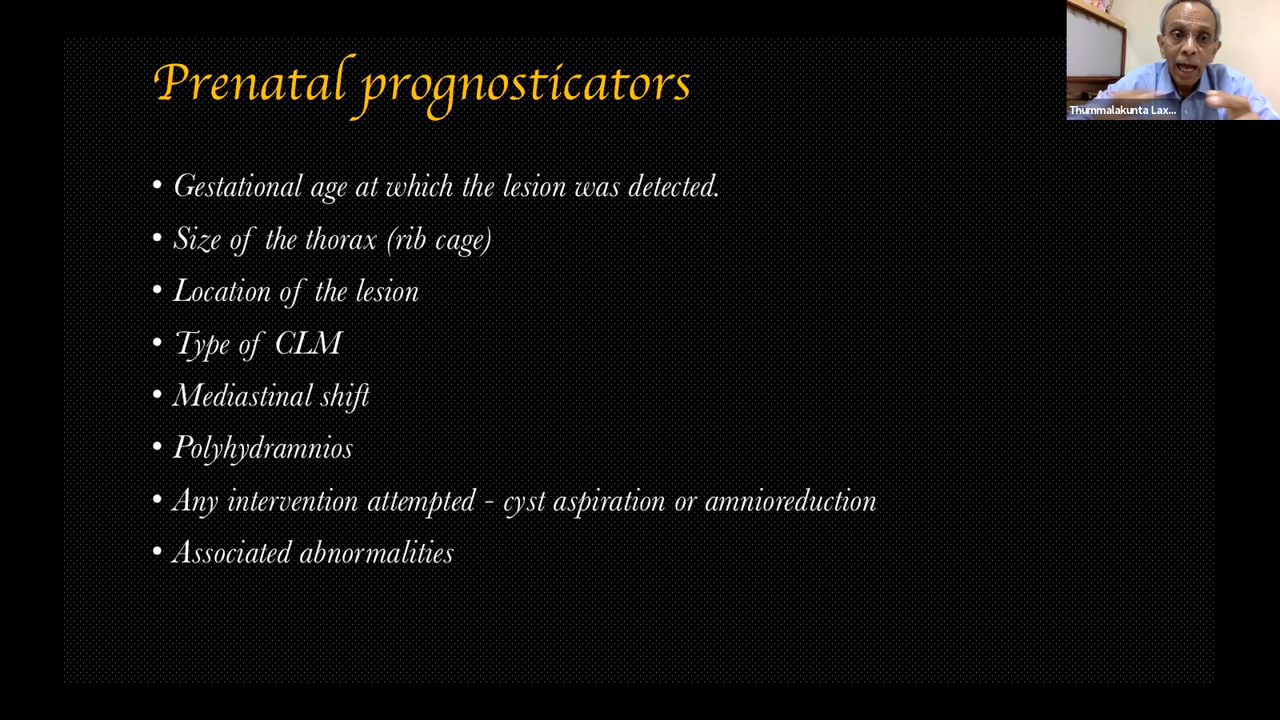 Prenatal prognosticators
Thummalakunta Lax...
• Gestational age at which the lesion was detected.
• Size of the thorax (rib cage)
• Location of the lesion
• Type of CLM
• Mediastinal shift
• Polyhydramnios
• Any intervention attempted - cyst aspiration or amnioreduction
• Associated abnormalities